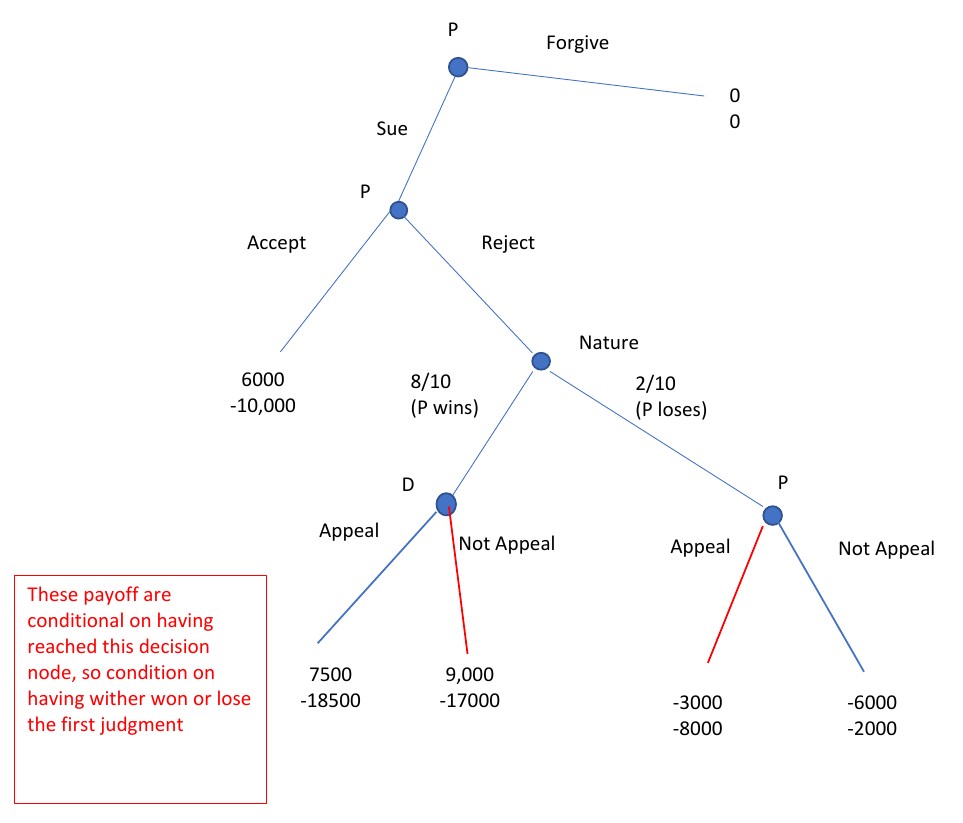 P
Forgive
0
0
Sue
P
Accept
Reject
Nature
6000
-10,000
8/10
(P wins)
2/10
(P loses)
D
P
Appeal
Not Appeal
Appeal
Not Appeal
These payoff are
conditional on having
reached this decision
node, so condition on
having wither won or lose
the first judgment
7500
-18500
9,000
-17000
-3000
-8000
-6000
-2000